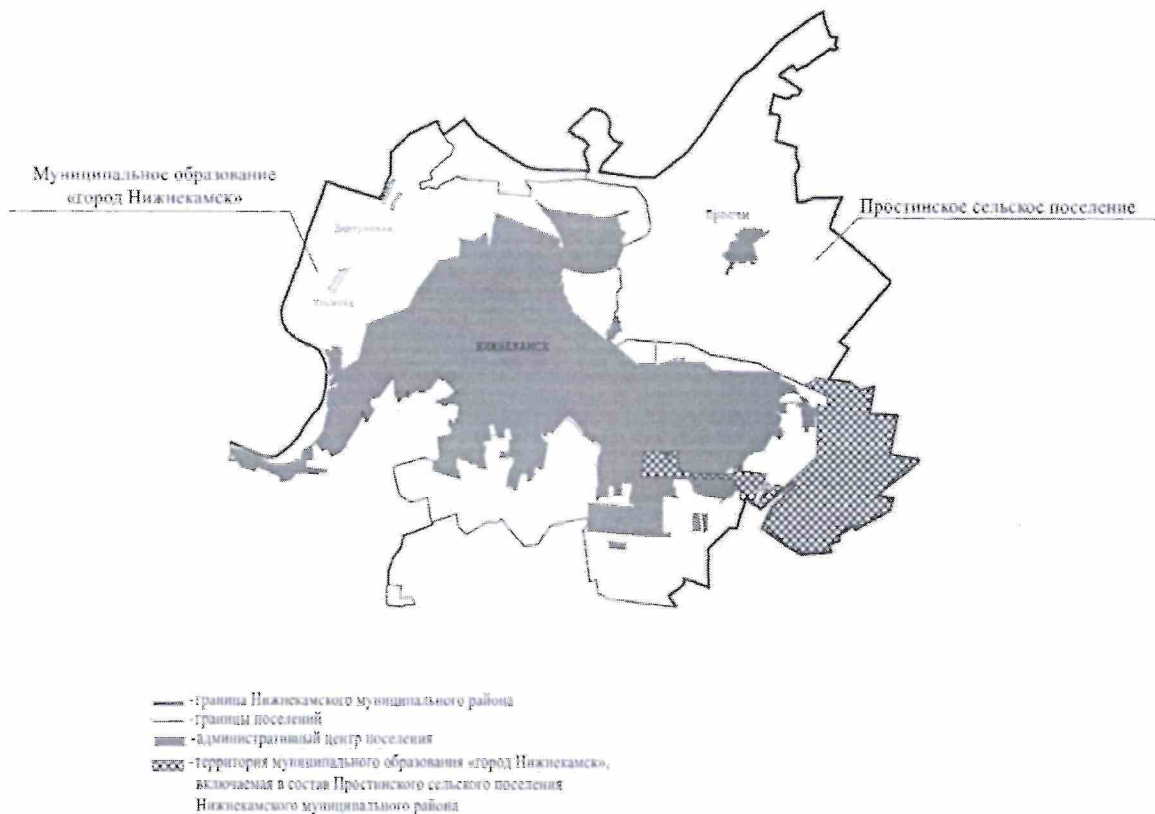 Муниципальное образование
«город Нижнекамск»
Простинское сельское поселение
Прости
Дмитриевка
НИЖНЕКАМСК
-граница Нижнекамского муниципального района
-границы поселений
-административный центр поселения
-территория муниципального образования «город Нижнекамск»,
включаемая в состав Простинского сельского поселения
Нижнекамского муниципального района